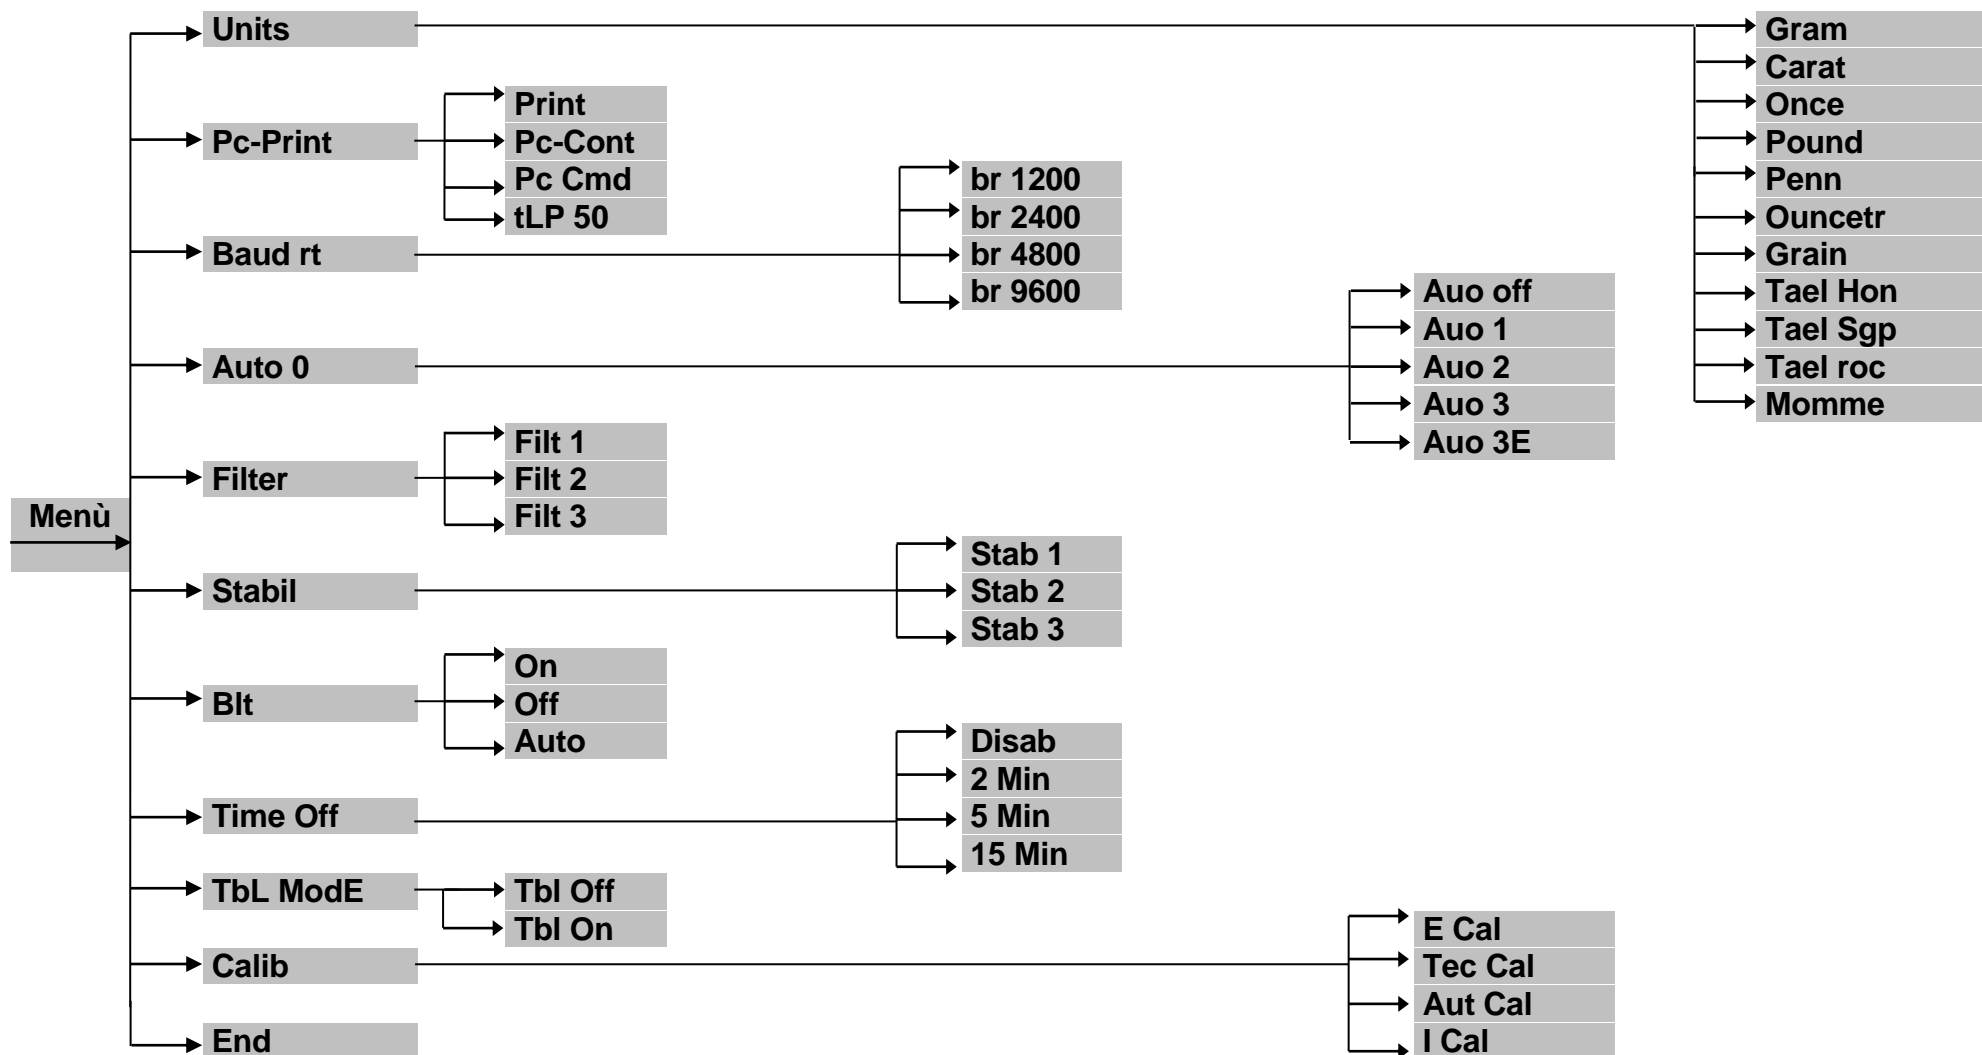 Menù
Units
Gram
Carat
Once
Pound
Penn
Ouncetr
Grain
Tael Hon
Tael Sgp
Tael roc
Momme
Pc-Print
Print
Pc-Cont
Pc Cmd
tLP 50
Baud rt
br 1200
br 2400
br 4800
br 9600
Auto 0
Auo off
Auo 1
Auo 2
Auo 3
Auo 3E
Filter
Filt 1
Filt 2
Filt 3
Stabil
Stab 1
Stab 2
Stab 3
Blt
On
Off
Auto
Time Off
Disab
2 Min
5 Min
15 Min
TbL ModE
Tbl Off
Tbl On
Calib
E Cal
Tec Cal
Aut Cal
I Cal
End